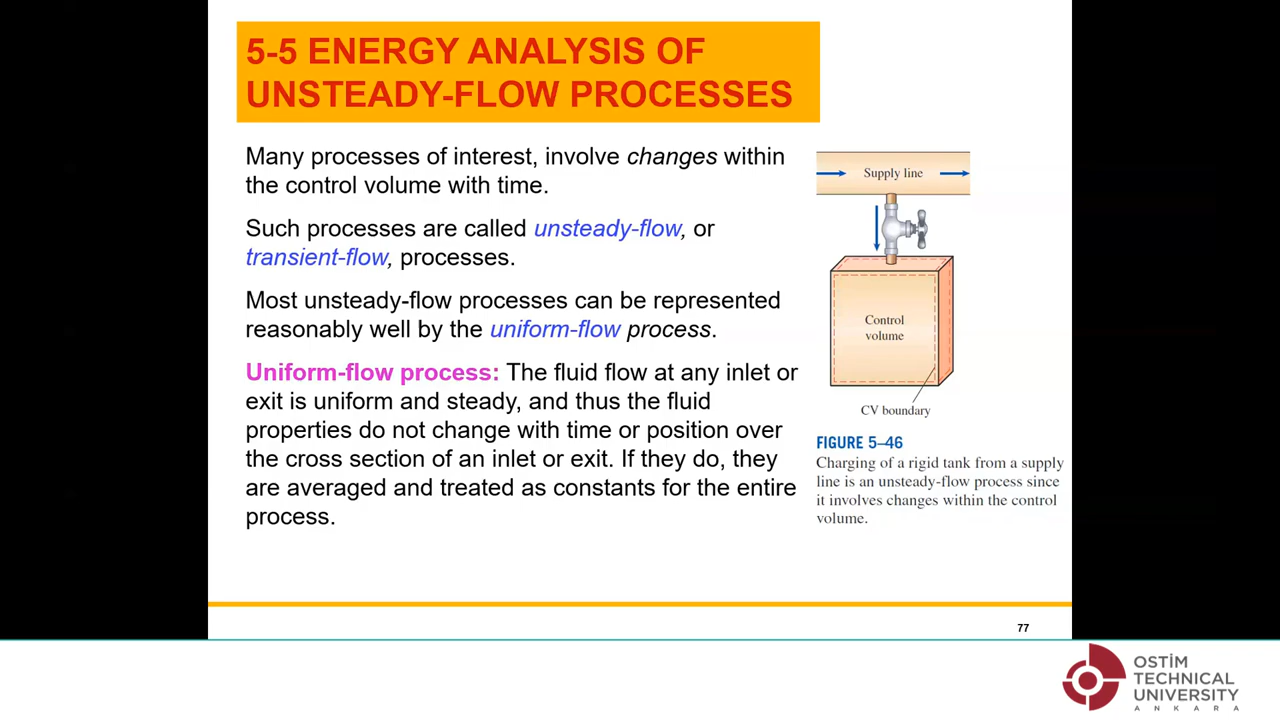 5-5 ENERGY ANALYSIS OF
UNSTEADY-FLOW PROCESSES
Many processes of interest, involve changes within
the control volume with time.
Such processes are called unsteady-flow, or
transient-flow, processes.
Most unsteady-flow processes can be represented
reasonably well by the uniform-flow process.
Uniform-flow process: The fluid flow at any inlet or
exit is uniform and steady, and thus the fluid
properties do not change with time or position over
the cross section of an inlet or exit. If they do, they
are averaged and treated as constants for the entire
process.
Supply line
Control
volume
CV boundary
FIGURE 5–46
Charging of a rigid tank from a supply
line is an unsteady-flow process since
it involves changes within the control
volume.
77
OSTİM
TECHNICAL
UNIVERSITY
ANKARA